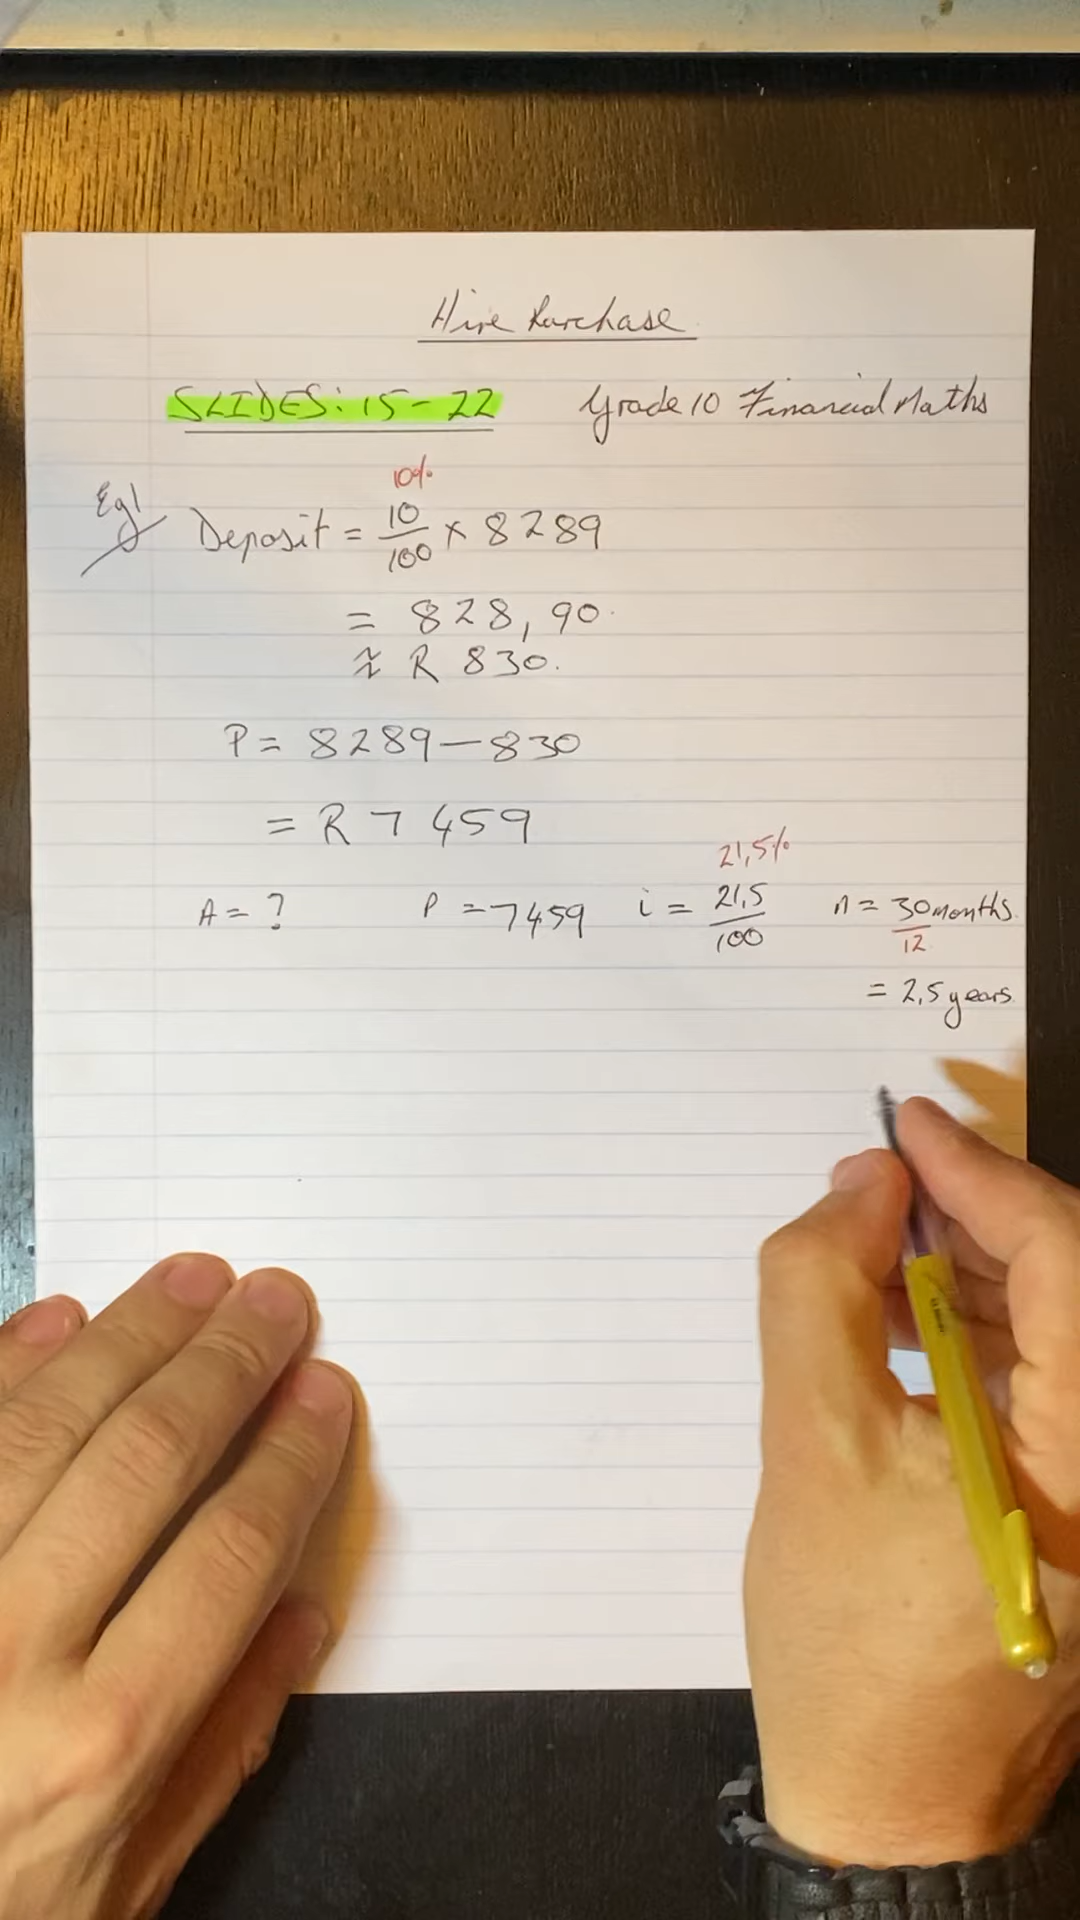 Hire Purchase
SLIDES: 15-22 Grade 10 Financial Maths
10%
Eg1 Deposit = 10/100 × 8289
= 828,90.
≈ R 830.
P = 8289 — 830
= R 7 459
21,5%
A = ? P = 7459 i = 21,5/100 n = 30 months.
12
= 2,5 years.